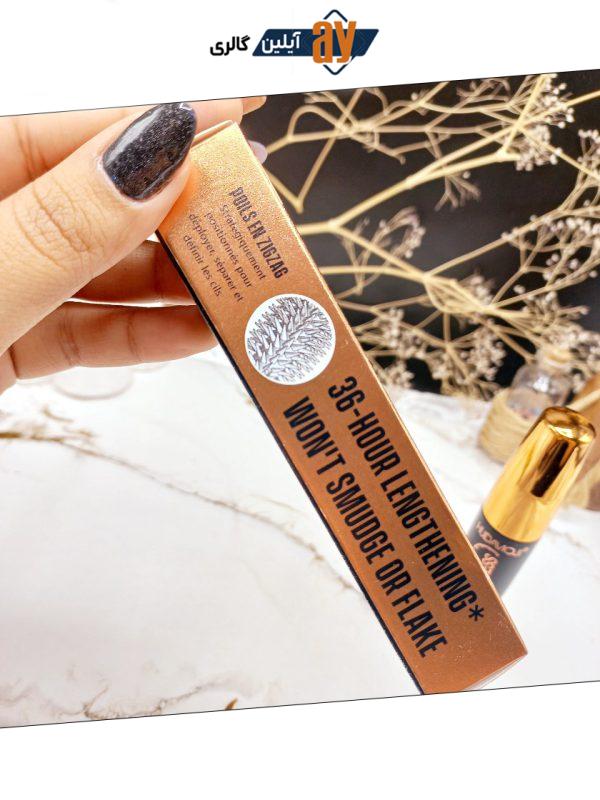 آیلین گالری
ay
POILS EN ZIGZAG
Stratégiquement
positionnés pour
déployer, séparer et
définir les cils
36-HOUR LENGTHENING*
WON'T SMUDGE OR FLAKE